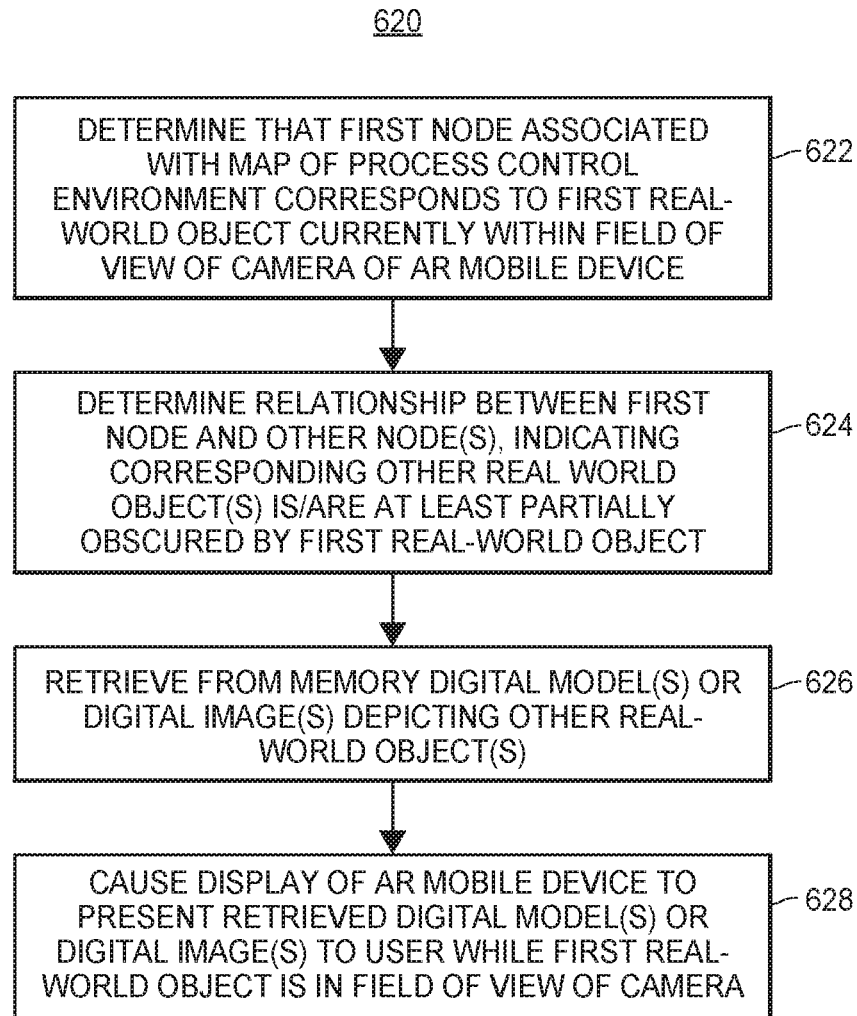 620
DETERMINE THAT FIRST NODE ASSOCIATED
WITH MAP OF PROCESS CONTROL
ENVIRONMENT CORRESPONDS TO FIRST REAL-
WORLD OBJECT CURRENTLY WITHIN FIELD OF
VIEW OF CAMERA OF AR MOBILE DEVICE
622
DETERMINE RELATIONSHIP BETWEEN FIRST
NODE AND OTHER NODE(S), INDICATING
CORRESPONDING OTHER REAL WORLD
OBJECT(S) IS/ARE AT LEAST PARTIALLY
OBSCURED BY FIRST REAL-WORLD OBJECT
624
RETRIEVE FROM MEMORY DIGITAL MODEL(S) OR
DIGITAL IMAGE(S) DEPICTING OTHER REAL-
WORLD OBJECT(S)
626
CAUSE DISPLAY OF AR MOBILE DEVICE TO
PRESENT RETRIEVED DIGITAL MODEL(S) OR
DIGITAL IMAGE(S) TO USER WHILE FIRST REAL-
WORLD OBJECT IS IN FIELD OF VIEW OF CAMERA
628